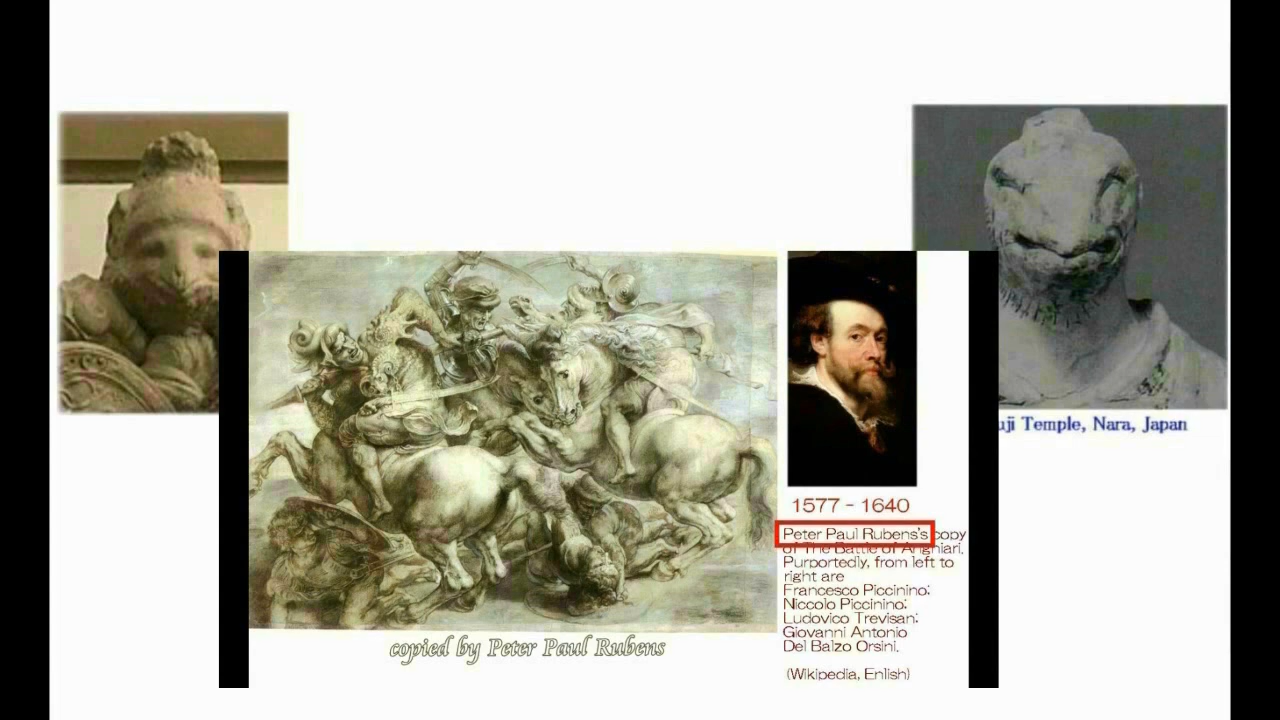 uji Temple, Nara, Japan
1577 - 1640
Peter Paul Rubens's copy
of The Battle of Anghiari.
Purportedly, from left to
right are
Francesco Piccinino;
Niccolo Piccinino;
Ludovico Trevisan;
Giovanni Antonio
Del Balzo Orsini.
(Wikipedia, Enlish)
copied by Peter Paul Rubens